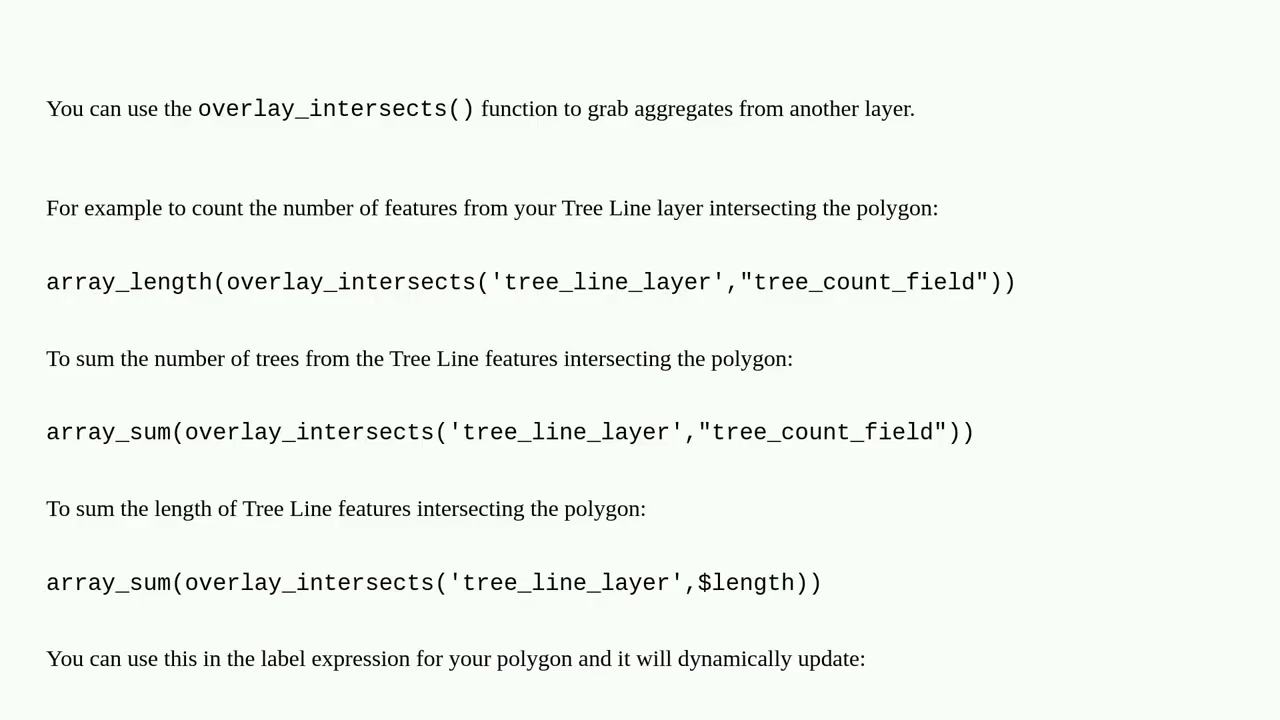 You can use the overlay_intersects() function to grab aggregates from another layer.
For example to count the number of features from your Tree Line layer intersecting the polygon:
array_length(overlay_intersects('tree_line_layer',"tree_count_field"))
To sum the number of trees from the Tree Line features intersecting the polygon:
array_sum(overlay_intersects('tree_line_layer',"tree_count_field"))
To sum the length of Tree Line features intersecting the polygon:
array_sum(overlay_intersects('tree_line_layer',$length))
You can use this in the label expression for your polygon and it will dynamically update: